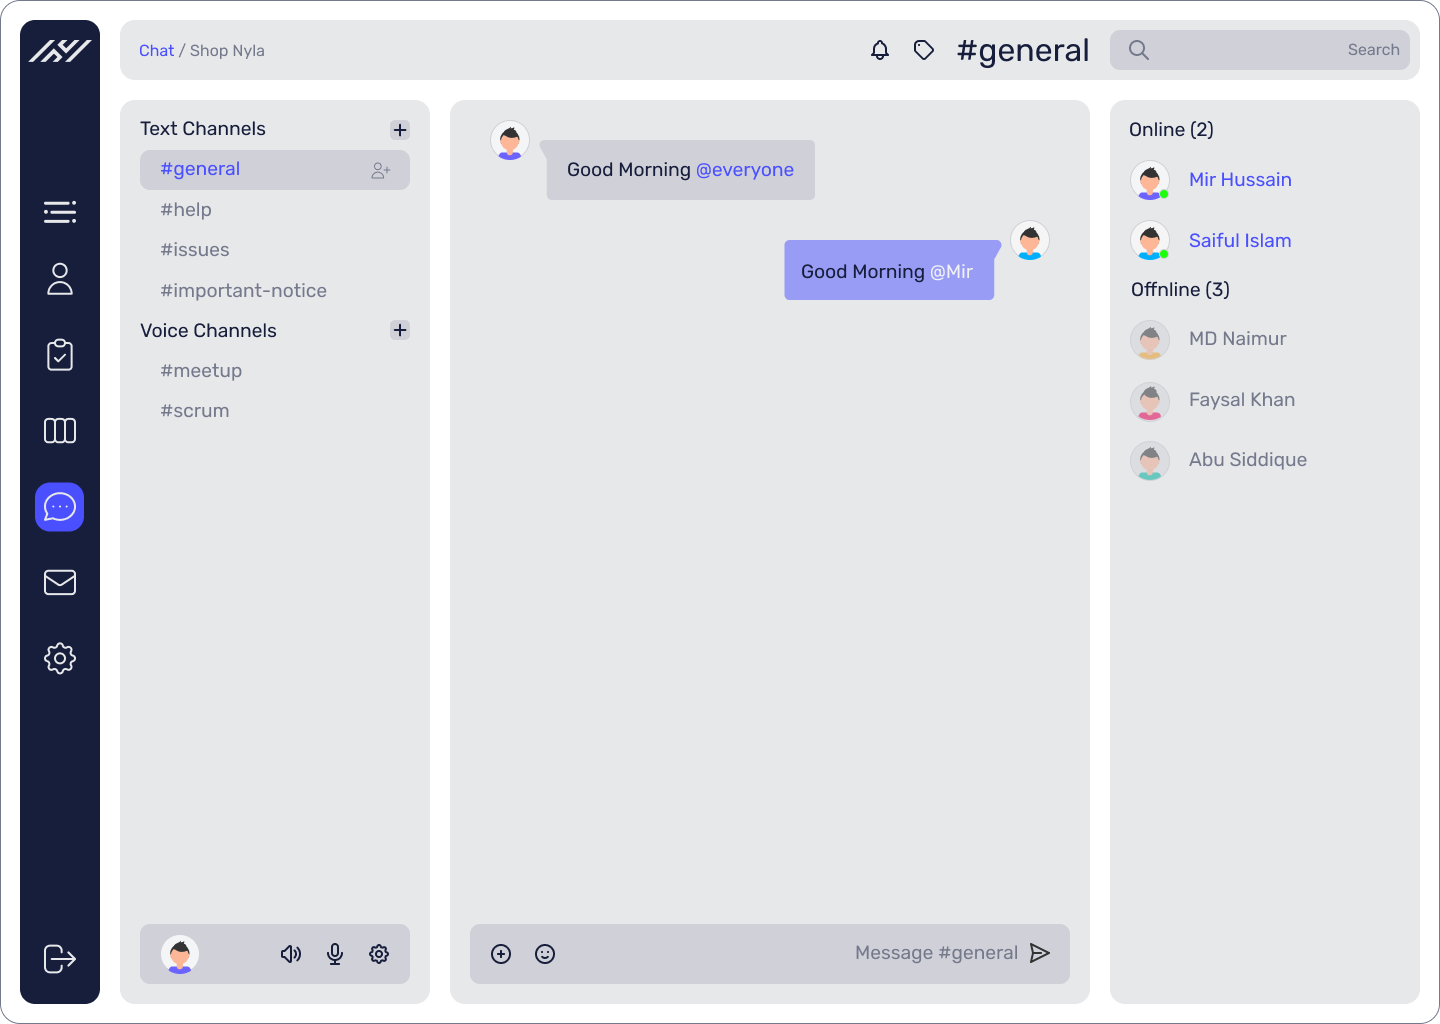 Chat / Shop Nyla
#general
Search
Text Channels
#general
#help
#issues
#important-notice
Voice Channels
#meetup
#scrum
Good Morning @everyone
Good Morning @Mir
Message #general
Online (2)
Mir Hussain
Saiful Islam
Offnline (3)
MD Naimur
Faysal Khan
Abu Siddique